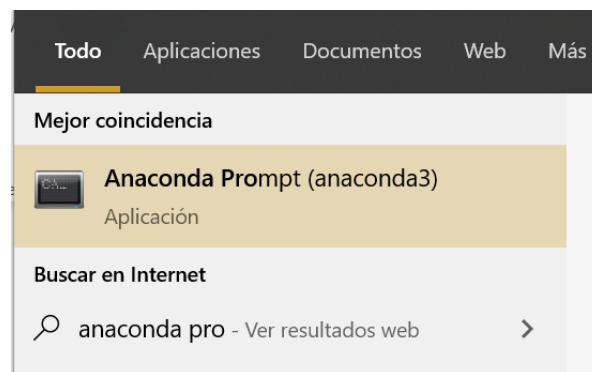 Todo Aplicaciones Documentos Web Más
Mejor coincidencia
Anaconda Prompt (anaconda3)
Aplicación
Buscar en Internet
anaconda pro - Ver resultados web